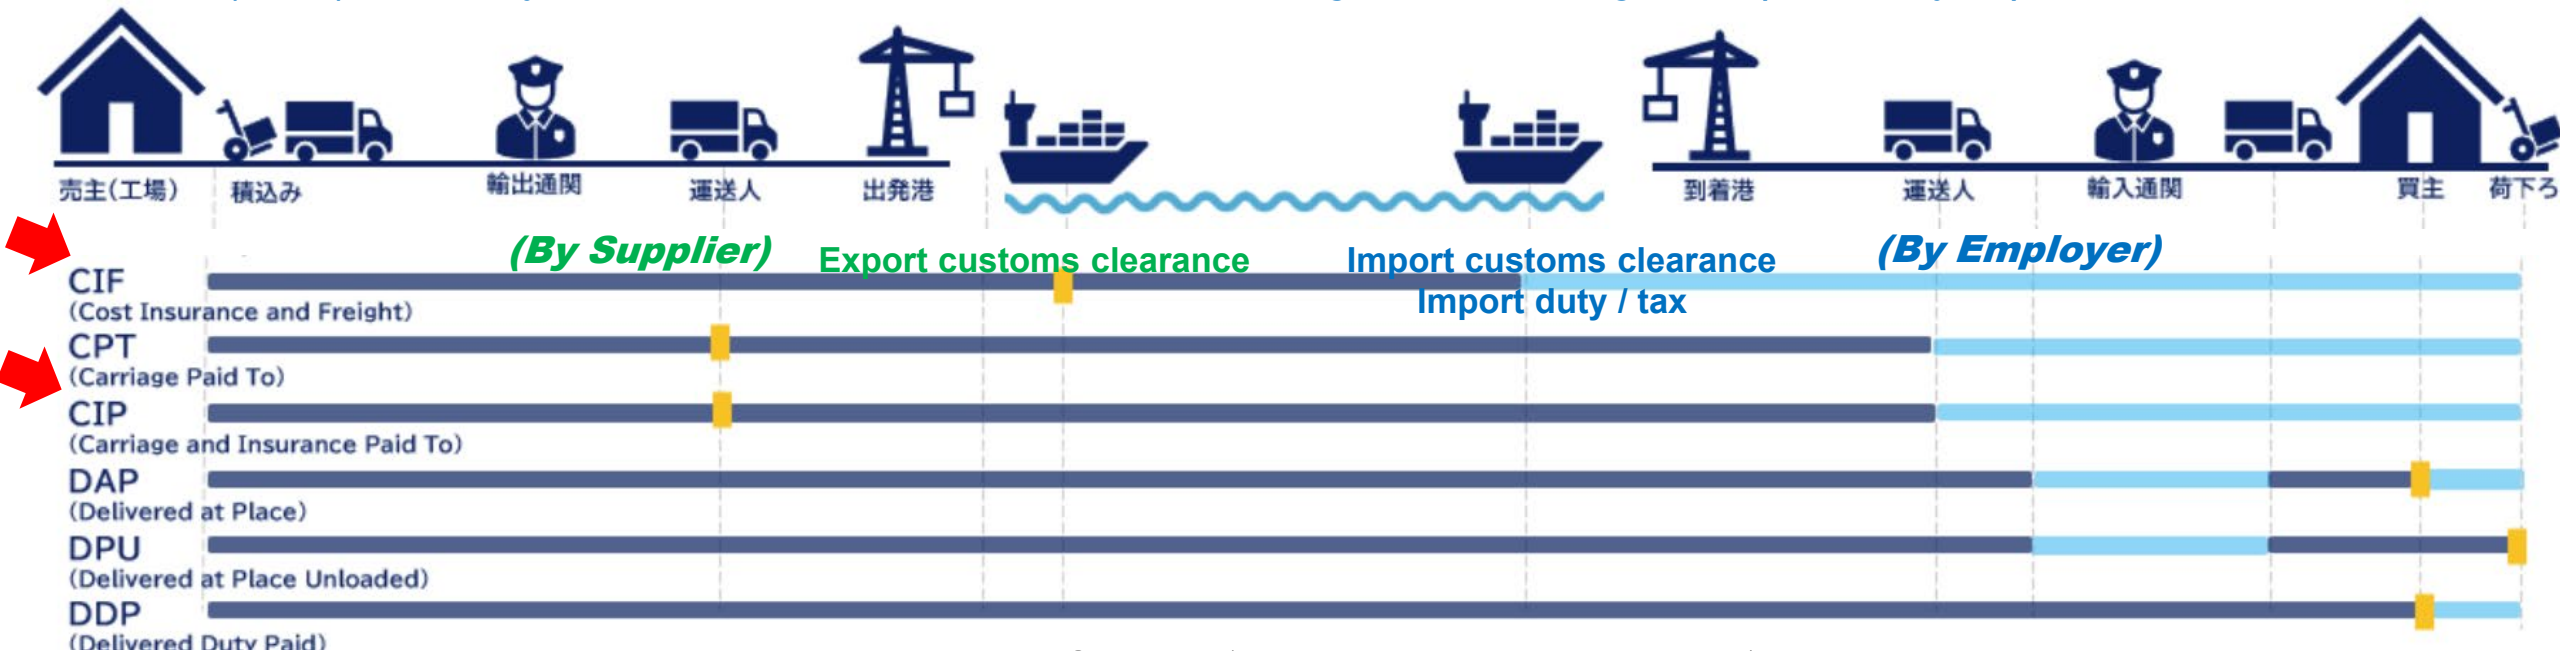 売主(工場)
積込み
輸出通関
運送人
出発港
到着港
運送人
輸入通関
買主
荷下ろ
(By Supplier)
Export customs clearance
Import customs clearance
Import duty / tax
(By Employer)
CIF
(Cost Insurance and Freight)
CPT
(Carriage Paid To)
CIP
(Carriage and Insurance Paid To)
DAP
(Delivered at Place)
DPU
(Delivered at Place Unloaded)
DDP
(Delivered Duty Paid)